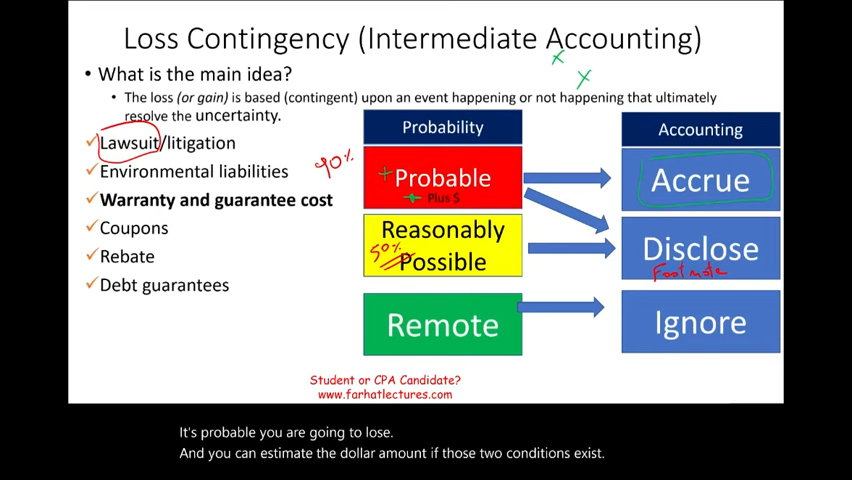 Loss Contingency (Intermediate Accounting)
x
x
• What is the main idea?
• The loss (or gain) is based (contingent) upon an event happening or not happening that ultimately
resolve the uncertainty.
✓ Lawsuit/litigation
✓ Environmental liabilities
✓ Warranty and guarantee cost
✓ Coupons
✓ Rebate
✓ Debt guarantees
Probability
90%
+ Probable
+ Plus $
Reasonably
50% Possible
Remote
Accounting
Accrue
Disclose
Footnote
Ignore
Student or CPA Candidate?
www.farhatlectures.com
It's probable you are going to lose.
And you can estimate the dollar amount if those two conditions exist.